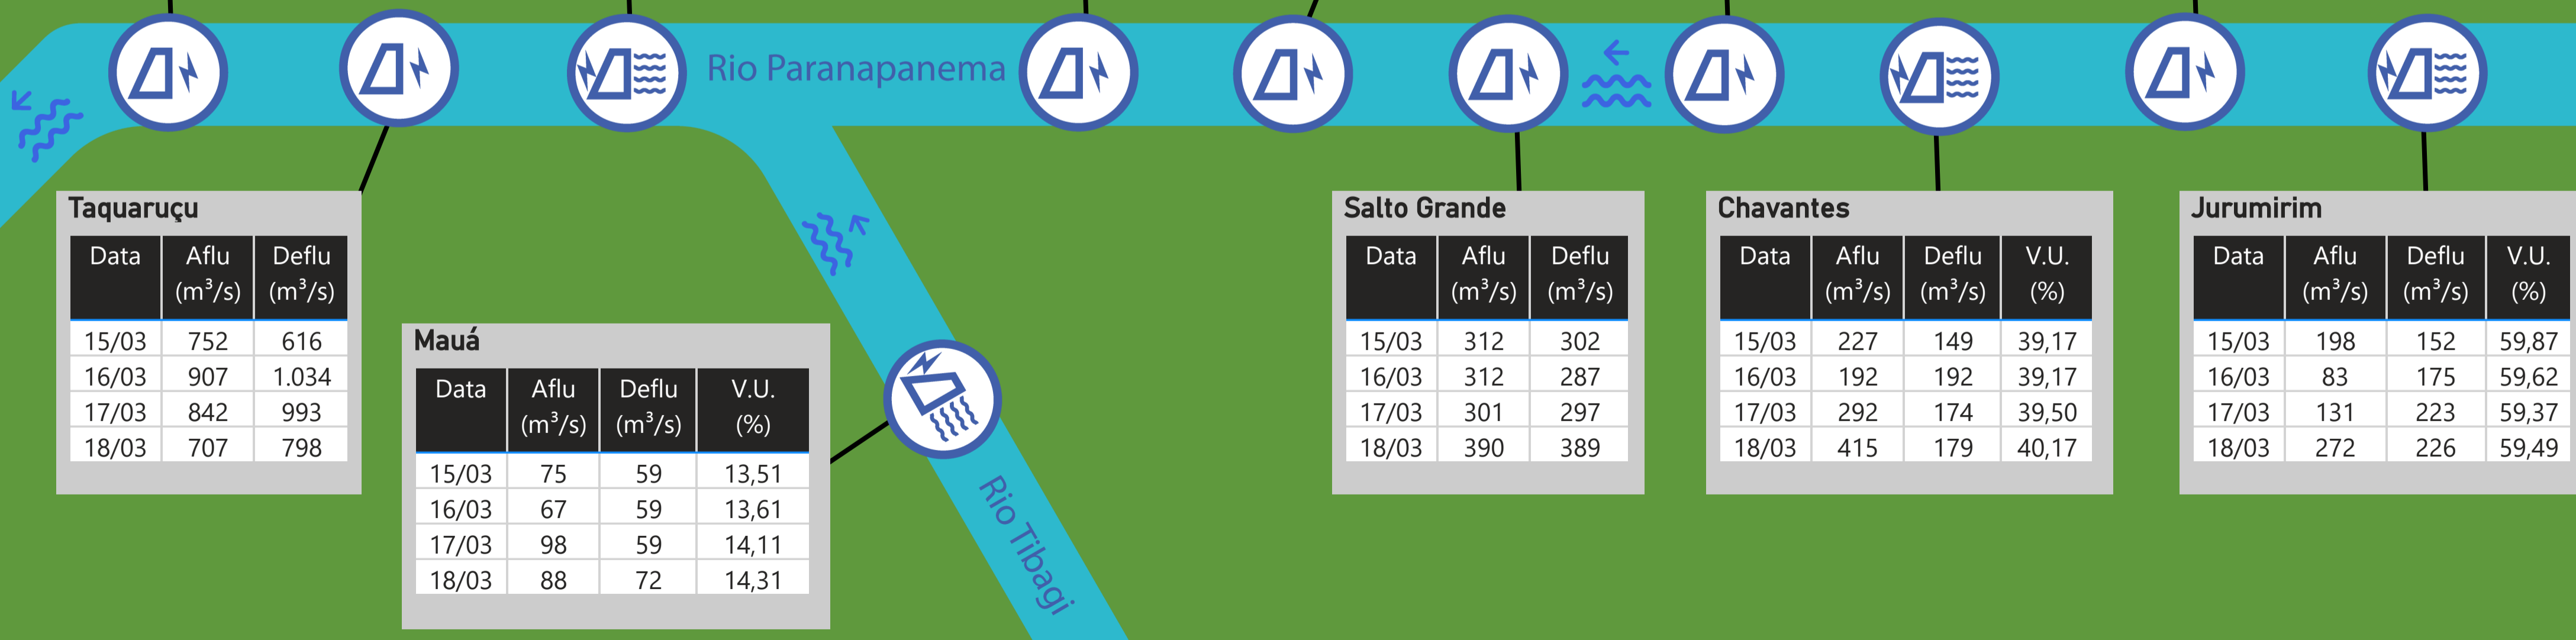 Rio Paranapanema
Taquaruçu
Data Aflu (m³/s) Deflu (m³/s)
15/03 752 616
16/03 907 1.034
17/03 842 993
18/03 707 798
Mauá
Data Aflu (m³/s) Deflu (m³/s) V.U. (%)
15/03 75 59 13,51
16/03 67 59 13,61
17/03 98 59 14,11
18/03 88 72 14,31
Rio Tibagi
Salto Grande
Data Aflu (m³/s) Deflu (m³/s)
15/03 312 302
16/03 312 287
17/03 301 297
18/03 390 389
Chavantes
Data Aflu (m³/s) Deflu (m³/s) V.U. (%)
15/03 227 149 39,17
16/03 192 192 39,17
17/03 292 174 39,50
18/03 415 179 40,17
Jurumirim
Data Aflu (m³/s) Deflu (m³/s) V.U. (%)
15/03 198 152 59,87
16/03 83 175 59,62
17/03 131 223 59,37
18/03 272 226 59,49